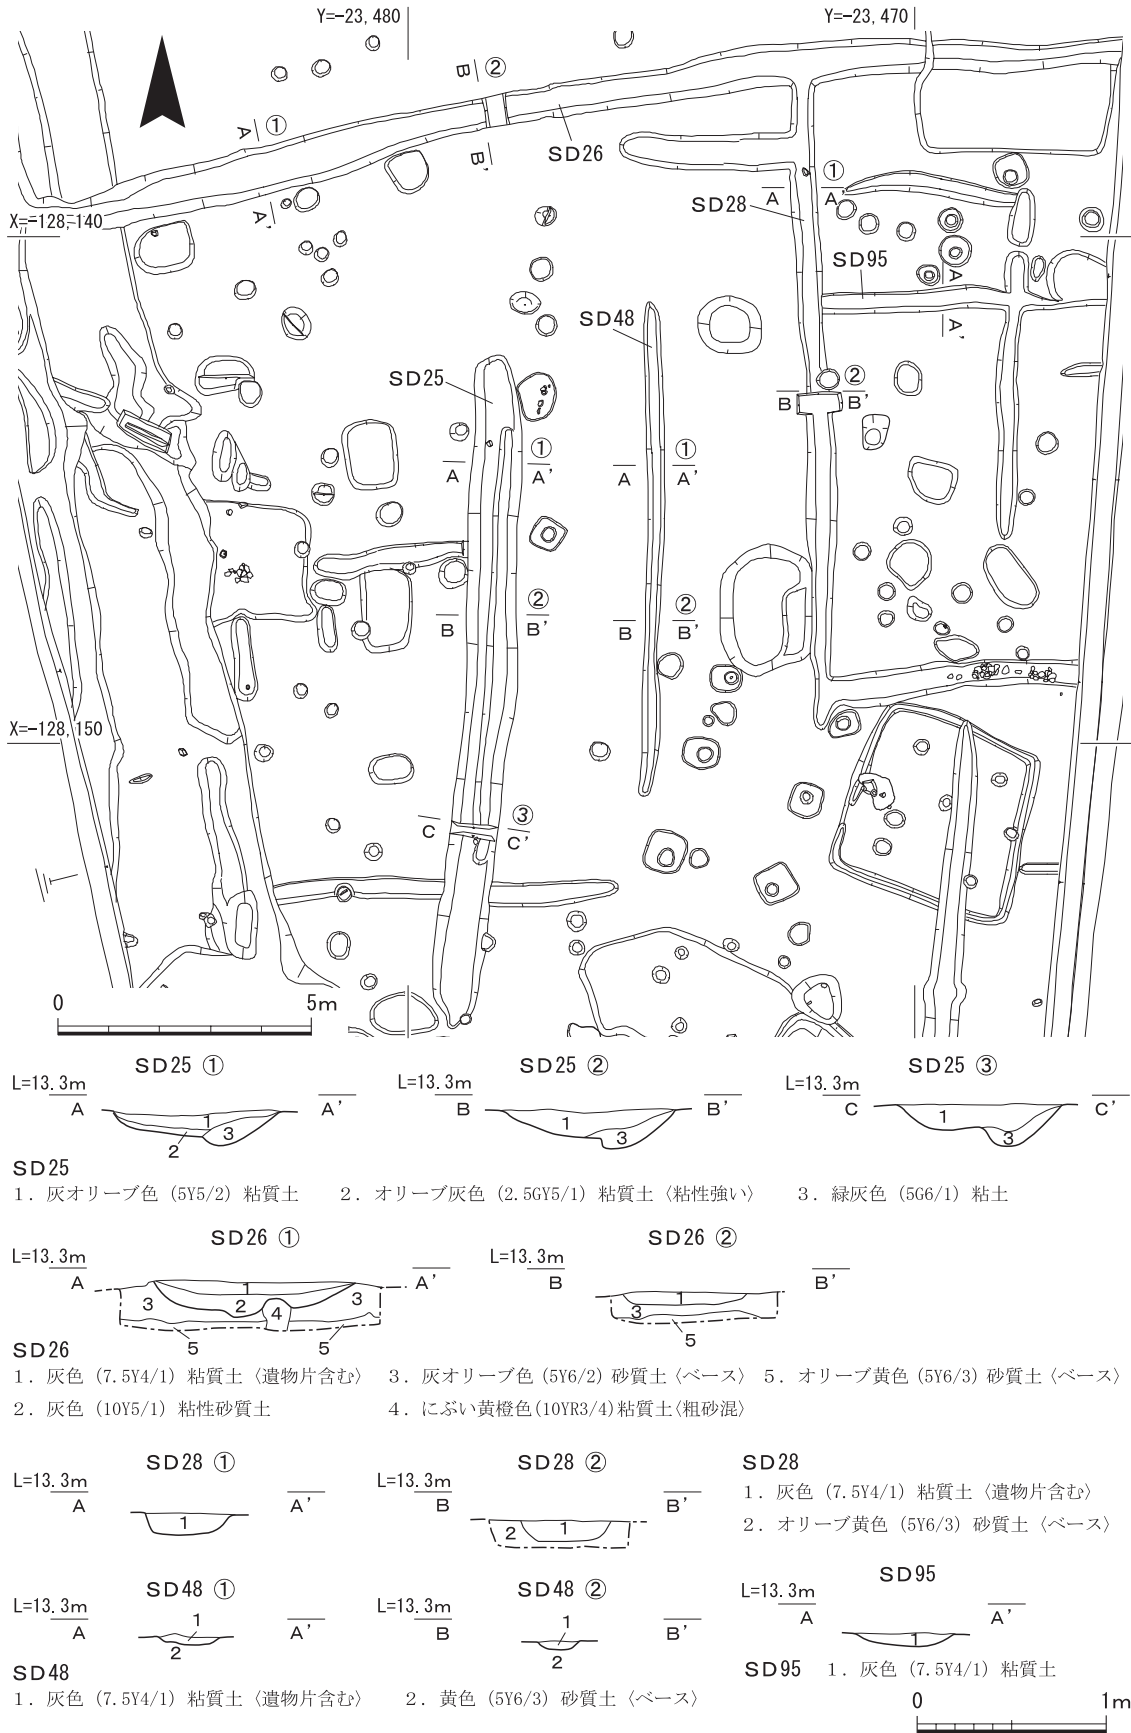 Y=-23,480
Y=-23,470
B ②
A ①
B'
SD26
A'
①
A A'
SD28
X=-128,140
SD95
A
A'
SD48
SD25
②
B B'
①
A A'
①
A A'
②
B B'
②
B B'
X=-128,150
③
C C'
0 5m
SD25 ①
L=13.3m
A A'
1
2
3
SD25 ②
L=13.3m
B B'
1
3
SD25 ③
L=13.3m
C C'
1
3
SD25
1. 灰オリーブ色 (5Y5/2) 粘質土 2. オリーブ灰色 (2.5GY5/1) 粘質土〈粘性強い〉 3. 緑灰色 (5G6/1) 粘土
SD26 ①
L=13.3m
A A'
1
3 2 4 3
5 5
SD26 ②
L=13.3m
B B'
1
3
5
SD26
1. 灰色 (7.5Y4/1) 粘質土〈遺物片含む〉 3. 灰オリーブ色 (5Y6/2) 砂質土〈ベース〉 5. オリーブ黄色 (5Y6/3) 砂質土〈ベース〉
2. 灰色 (10Y5/1) 粘性砂質土 4. にぶい黄橙色(10YR3/4)粘質土〈粗砂混〉
SD28 ①
L=13.3m
A A'
1
SD28 ②
L=13.3m
B B'
2 1
SD28
1. 灰色 (7.5Y4/1) 粘質土〈遺物片含む〉
2. オリーブ黄色 (5Y6/3) 砂質土〈ベース〉
SD48 ①
L=13.3m
A A'
1
2
SD48 ②
L=13.3m
B B'
1
2
SD95
L=13.3m
A A'
1
SD48
1. 灰色 (7.5Y4/1) 粘質土〈遺物片含む〉 2. 黄色 (5Y6/3) 砂質土〈ベース〉
SD95 1. 灰色 (7.5Y4/1) 粘質土
0 1m